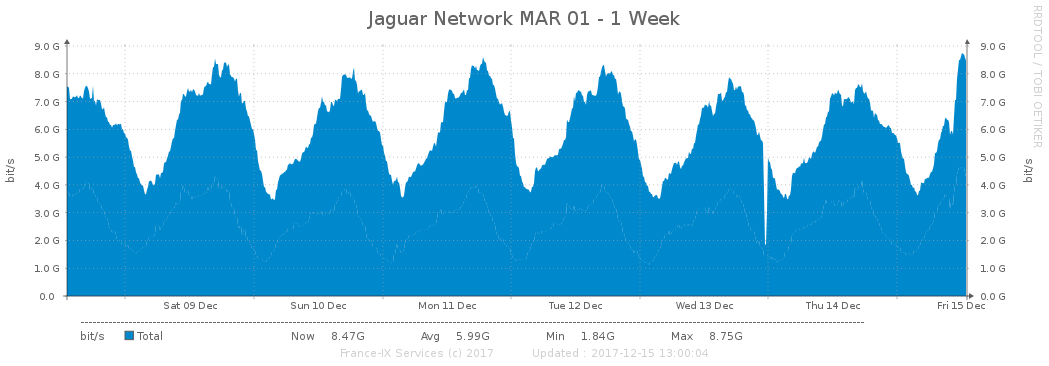 Jaguar Network MAR 01 - 1 Week
RRDTOOL / TOBI OETIKER
9.0 G 9.0 G
8.0 G 8.0 G
7.0 G 7.0 G
6.0 G 6.0 G
5.0 G 5.0 G
4.0 G 4.0 G
3.0 G 3.0 G
2.0 G 2.0 G
1.0 G 1.0 G
0.0 0.0 G
bit/s
bit/s
Sat 09 Dec Sun 10 Dec Mon 11 Dec Tue 12 Dec Wed 13 Dec Thu 14 Dec Fri 15 Dec
bit/s Total Now 8.47G Avg 5.99G Min 1.84G Max 8.75G
France-IX Services (c) 2017 Updated : 2017-12-15 13:00:04